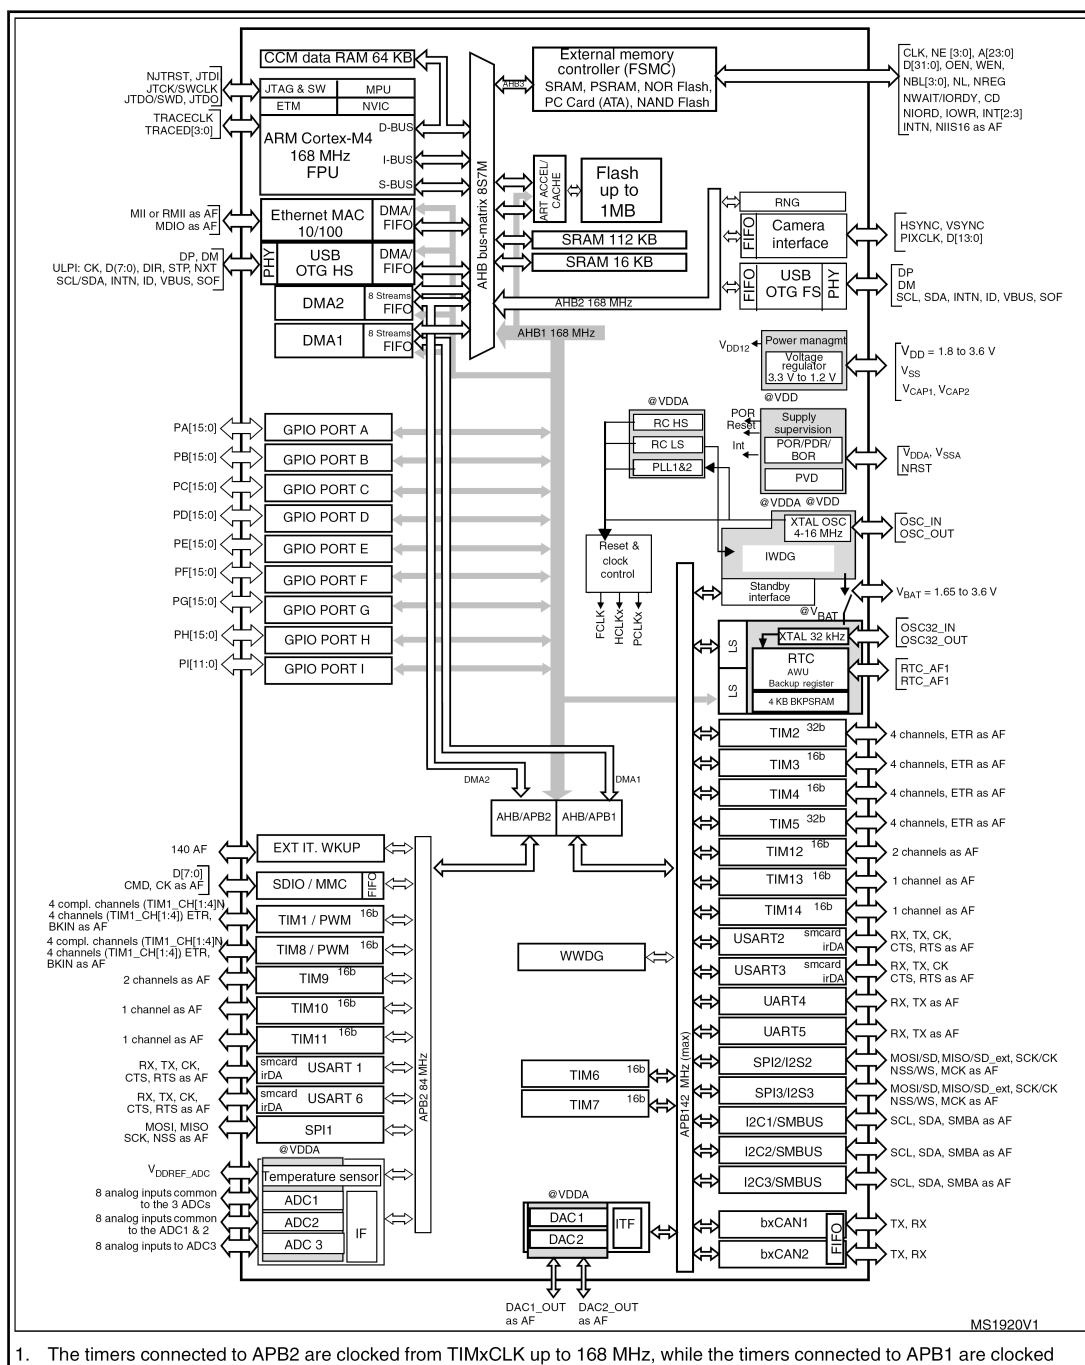 CCM data RAM 64 KB
External memory
controller (FSMC)
SRAM, PSRAM, NOR Flash,
PC Card (ATA), NAND Flash
CLK, NE [3:0], A[23:0]
D[31:0], OEN, WEN,
NBL[3:0], NL, NREG
NWAIT/IORDY, CD
NIORD, IOWR, INT[2:3]
INTN, NIIS16 as AF
AHB3
NJTRST, JTDI
JTCK/SWCLK
JTDO/SWD, JTDO
TRACECLK
TRACED[3:0]
JTAG & SW
MPU
ETM
NVIC
ARM Cortex-M4
168 MHz
FPU
D-BUS
I-BUS
S-BUS
AHB bus-matrix 8S7M
ART ACCEL/
CACHE
Flash
up to
1MB
SRAM 112 KB
SRAM 16 KB
AHB2 168 MHz
AHB1 168 MHz
MII or RMII as AF
MDIO as AF
Ethernet MAC
10/100
DMA/
FIFO
DP, DM
ULPI: CK, D(7:0), DIR, STP, NXT
SCL/SDA, INTN, ID, VBUS, SOF
PHY
USB
OTG HS
DMA/
FIFO
DMA2
8 Streams
FIFO
DMA1
8 Streams
FIFO
RNG
FIFO
Camera
interface
HSYNC, VSYNC
PIXCLK, D[13:0]
FIFO
USB
OTG FS
PHY
DP
DM
SCL, SDA, INTN, ID, VBUS, SOF
VDD12
Power managmt
Voltage
regulator
3.3 V to 1.2 V
VDD = 1.8 to 3.6 V
VSS
VCAP1, VCAP2
@VDD
@VDDA
RC HS
RC LS
PLL1&2
POR
Reset
Int
Supply
supervision
POR/PDR/
BOR
PVD
VDDA, VSSA
NRST
@VDDA @VDD
XTAL OSC
4-16 MHz
OSC_IN
OSC_OUT
IWDG
Reset &
clock
control
FCLK
HCLKx
PCLKx
Standby
interface
VBAT = 1.65 to 3.6 V
@VBAT
LS
LS
XTAL 32 kHz
OSC32_IN
OSC32_OUT
RTC
AWU
Backup register
4 KB BKPSRAM
RTC_AF1
RTC_AF1
PA[15:0]
GPIO PORT A
PB[15:0]
GPIO PORT B
PC[15:0]
GPIO PORT C
PD[15:0]
GPIO PORT D
PE[15:0]
GPIO PORT E
PF[15:0]
GPIO PORT F
PG[15:0]
GPIO PORT G
PH[15:0]
GPIO PORT H
PI[11:0]
GPIO PORT I
DMA2
DMA1
AHB/APB2
AHB/APB1
TIM2 32b
4 channels, ETR as AF
TIM3 16b
4 channels, ETR as AF
TIM4 16b
4 channels, ETR as AF
TIM5 32b
4 channels, ETR as AF
TIM12 16b
2 channels as AF
TIM13 16b
1 channel as AF
TIM14 16b
1 channel as AF
USART2 smcard
irDA
RX, TX, CK,
CTS, RTS as AF
USART3 smcard
irDA
RX, TX, CK
CTS, RTS as AF
UART4
RX, TX as AF
UART5
RX, TX as AF
SPI2/I2S2
MOSI/SD, MISO/SD_ext, SCK/CK
NSS/WS, MCK as AF
SPI3/I2S3
MOSI/SD, MISO/SD_ext, SCK/CK
NSS/WS, MCK as AF
I2C1/SMBUS
SCL, SDA, SMBA as AF
I2C2/SMBUS
SCL, SDA, SMBA as AF
I2C3/SMBUS
SCL, SDA, SMBA as AF
bxCAN1
TX, RX
bxCAN2
TX, RX
FIFO
APB142 MHz (max)
WWDG
TIM6 16b
TIM7 16b
@VDDA
DAC1
DAC2
ITF
DAC1_OUT
as AF
DAC2_OUT
as AF
140 AF
EXT IT. WKUP
D[7:0]
CMD, CK as AF
SDIO / MMC
FIFO
4 compl. channels (TIM1_CH[1:4]N
4 channels (TIM1_CH[1:4]) ETR,
BKIN as AF
TIM1 / PWM 16b
4 compl. channels (TIM1_CH[1:4]N
4 channels (TIM1_CH[1:4]) ETR,
BKIN as AF
TIM8 / PWM 16b
2 channels as AF
TIM9 16b
1 channel as AF
TIM10 16b
1 channel as AF
TIM11 16b
RX, TX, CK,
CTS, RTS as AF
smcard
irDA
USART 1
RX, TX, CK,
CTS, RTS as AF
smcard
irDA
USART 6
MOSI, MISO
SCK, NSS as AF
SPI1
APB2 84 MHz
@VDDA
VDDREF_ADC
Temperature sensor
8 analog inputs common
to the 3 ADCs
ADC1
8 analog inputs common
to the ADC1 & 2
ADC2
8 analog inputs to ADC3
ADC 3
IF
MS1920V1
1. The timers connected to APB2 are clocked from TIMxCLK up to 168 MHz, while the timers connected to APB1 are clocked